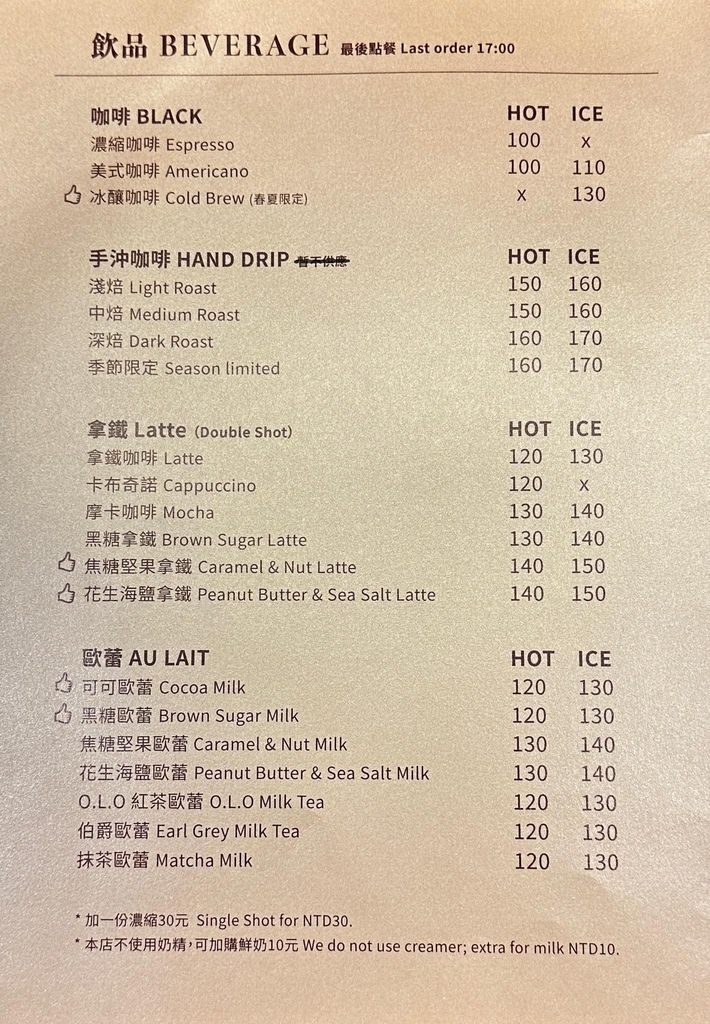 飲品 BEVERAGE 最後點餐 Last order 17:00
咖啡 BLACK HOT ICE
濃縮咖啡 Espresso 100 x
美式咖啡 Americano 100 110
冰釀咖啡 Cold Brew (春夏限定) x 130
手沖咖啡 HAND DRIP 暫不供應 HOT ICE
淺焙 Light Roast 150 160
中焙 Medium Roast 150 160
深焙 Dark Roast 160 170
季節限定 Season limited 160 170
拿鐵 Latte (Double Shot) HOT ICE
拿鐵咖啡 Latte 120 130
卡布奇諾 Cappuccino 120 x
摩卡咖啡 Mocha 130 140
黑糖拿鐵 Brown Sugar Latte 130 140
焦糖堅果拿鐵 Caramel & Nut Latte 140 150
花生海鹽拿鐵 Peanut Butter & Sea Salt Latte 140 150
歐蕾 AU LAIT HOT ICE
可可歐蕾 Cocoa Milk 120 130
黑糖歐蕾 Brown Sugar Milk 120 130
焦糖堅果歐蕾 Caramel & Nut Milk 130 140
花生海鹽歐蕾 Peanut Butter & Sea Salt Milk 130 140
O.L.O 紅茶歐蕾 O.L.O Milk Tea 120 130
伯爵歐蕾 Earl Grey Milk Tea 120 130
抹茶歐蕾 Matcha Milk 120 130
* 加一份濃縮30元 Single Shot for NTD30.
* 本店不使用奶精，可加購鮮奶10元 We do not use creamer; extra for milk NTD10.